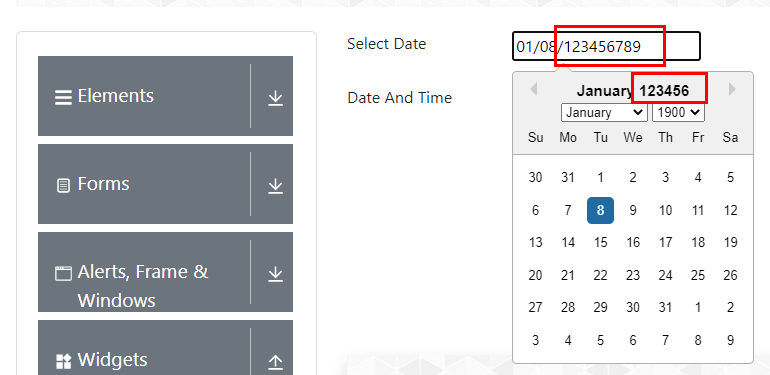 Elements
Forms
Alerts, Frame &
Windows
Widgets
Select Date
01/08/123456789
Date And Time
January 123456
January 1900
Su Mo Tu We Th Fr Sa
30 31 1 2 3 4 5
6 7 8 9 10 11 12
13 14 15 16 17 18 19
20 21 22 23 24 25 26
27 28 29 30 31 1 2
3 4 5 6 7 8 9